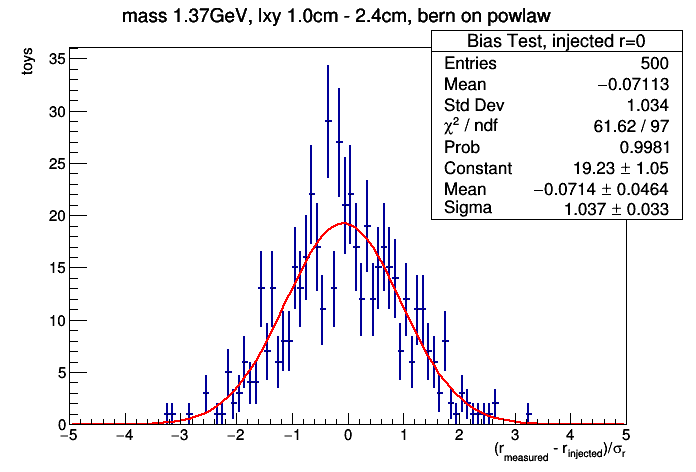 mass 1.37GeV, lxy 1.0cm - 2.4cm, bern on powlaw
toys
Bias Test, injected r=0
Entries 500
Mean −0.07113
Std Dev 1.034
χ² / ndf 61.62 / 97
Prob 0.9981
Constant 19.23 ± 1.05
Mean −0.0714 ± 0.0464
Sigma 1.037 ± 0.033
35
30
25
20
15
10
5
0
−5 −4 −3 −2 −1 0 1 2 3 4 5
(r_measured - r_injected)/σ_r